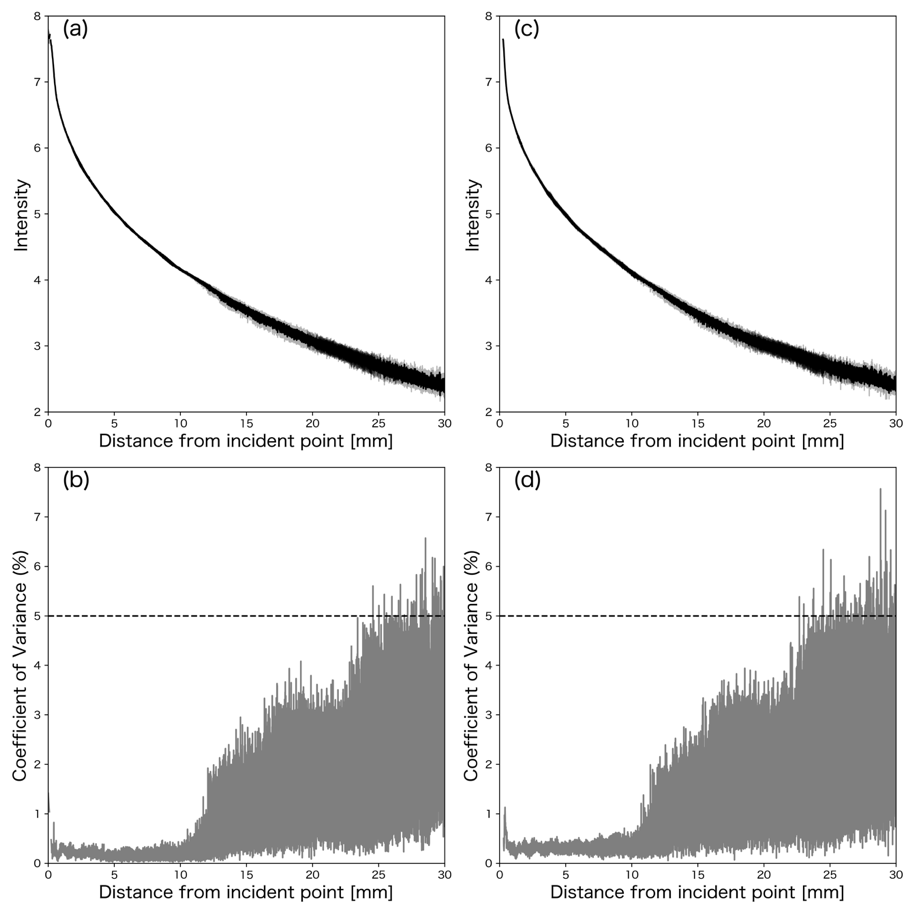 (a)
8
7
6
5
4
3
2
Intensity
0 5 10 15 20 25 30
Distance from incident point [mm]
(c)
8
7
6
5
4
3
2
Intensity
0 5 10 15 20 25 30
Distance from incident point [mm]
(b)
8
7
6
5
4
3
2
1
0
Coefficient of Variance (%)
0 5 10 15 20 25 30
Distance from incident point [mm]
(d)
8
7
6
5
4
3
2
1
0
Coefficient of Variance (%)
0 5 10 15 20 25 30
Distance from incident point [mm]